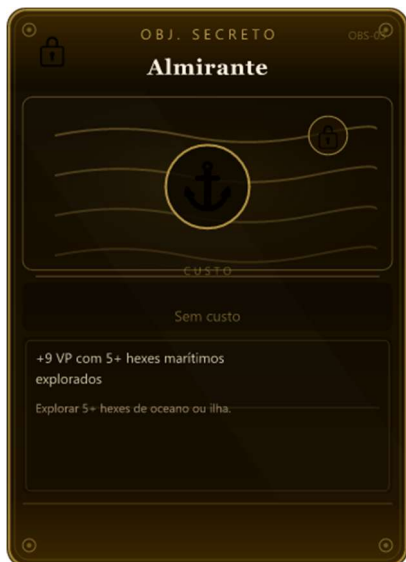 OBJ. SECRETO
Almirante
CUSTO
Sem custo
+9 VP com 5+ hexes marítimos
explorados
Explorar 5+ hexes de oceano ou ilha.